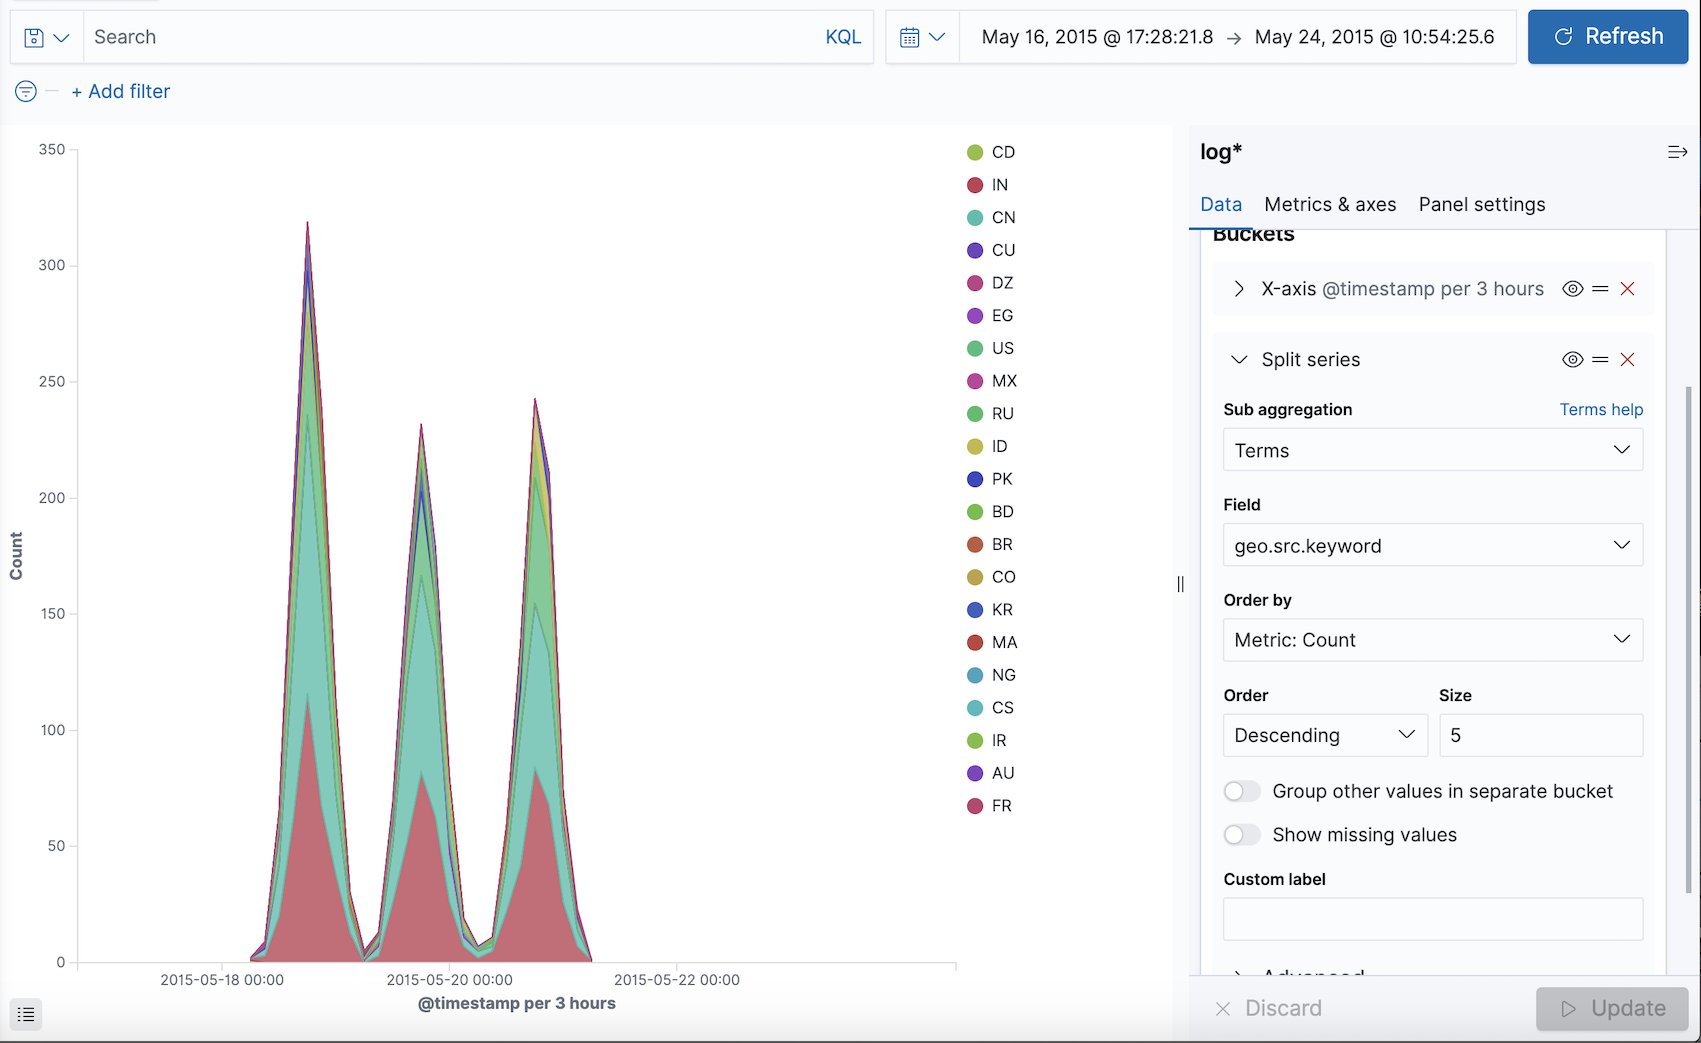 Search KQL May 16, 2015 @ 17:28:21.8 → May 24, 2015 @ 10:54:25.6 Refresh
+ Add filter
350
300
250
200
150
100
50
0
Count
2015-05-18 00:00 2015-05-20 00:00 2015-05-22 00:00
@timestamp per 3 hours
CD
IN
CN
CU
DZ
EG
US
MX
RU
ID
PK
BD
BR
CO
KR
MA
NG
CS
IR
AU
FR
log*
Data Metrics & axes Panel settings
Buckets
X-axis @timestamp per 3 hours
Split series
Sub aggregation Terms help
Terms
Field
geo.src.keyword
Order by
Metric: Count
Order Size
Descending 5
Group other values in separate bucket
Show missing values
Custom label
Advanced
Discard Update